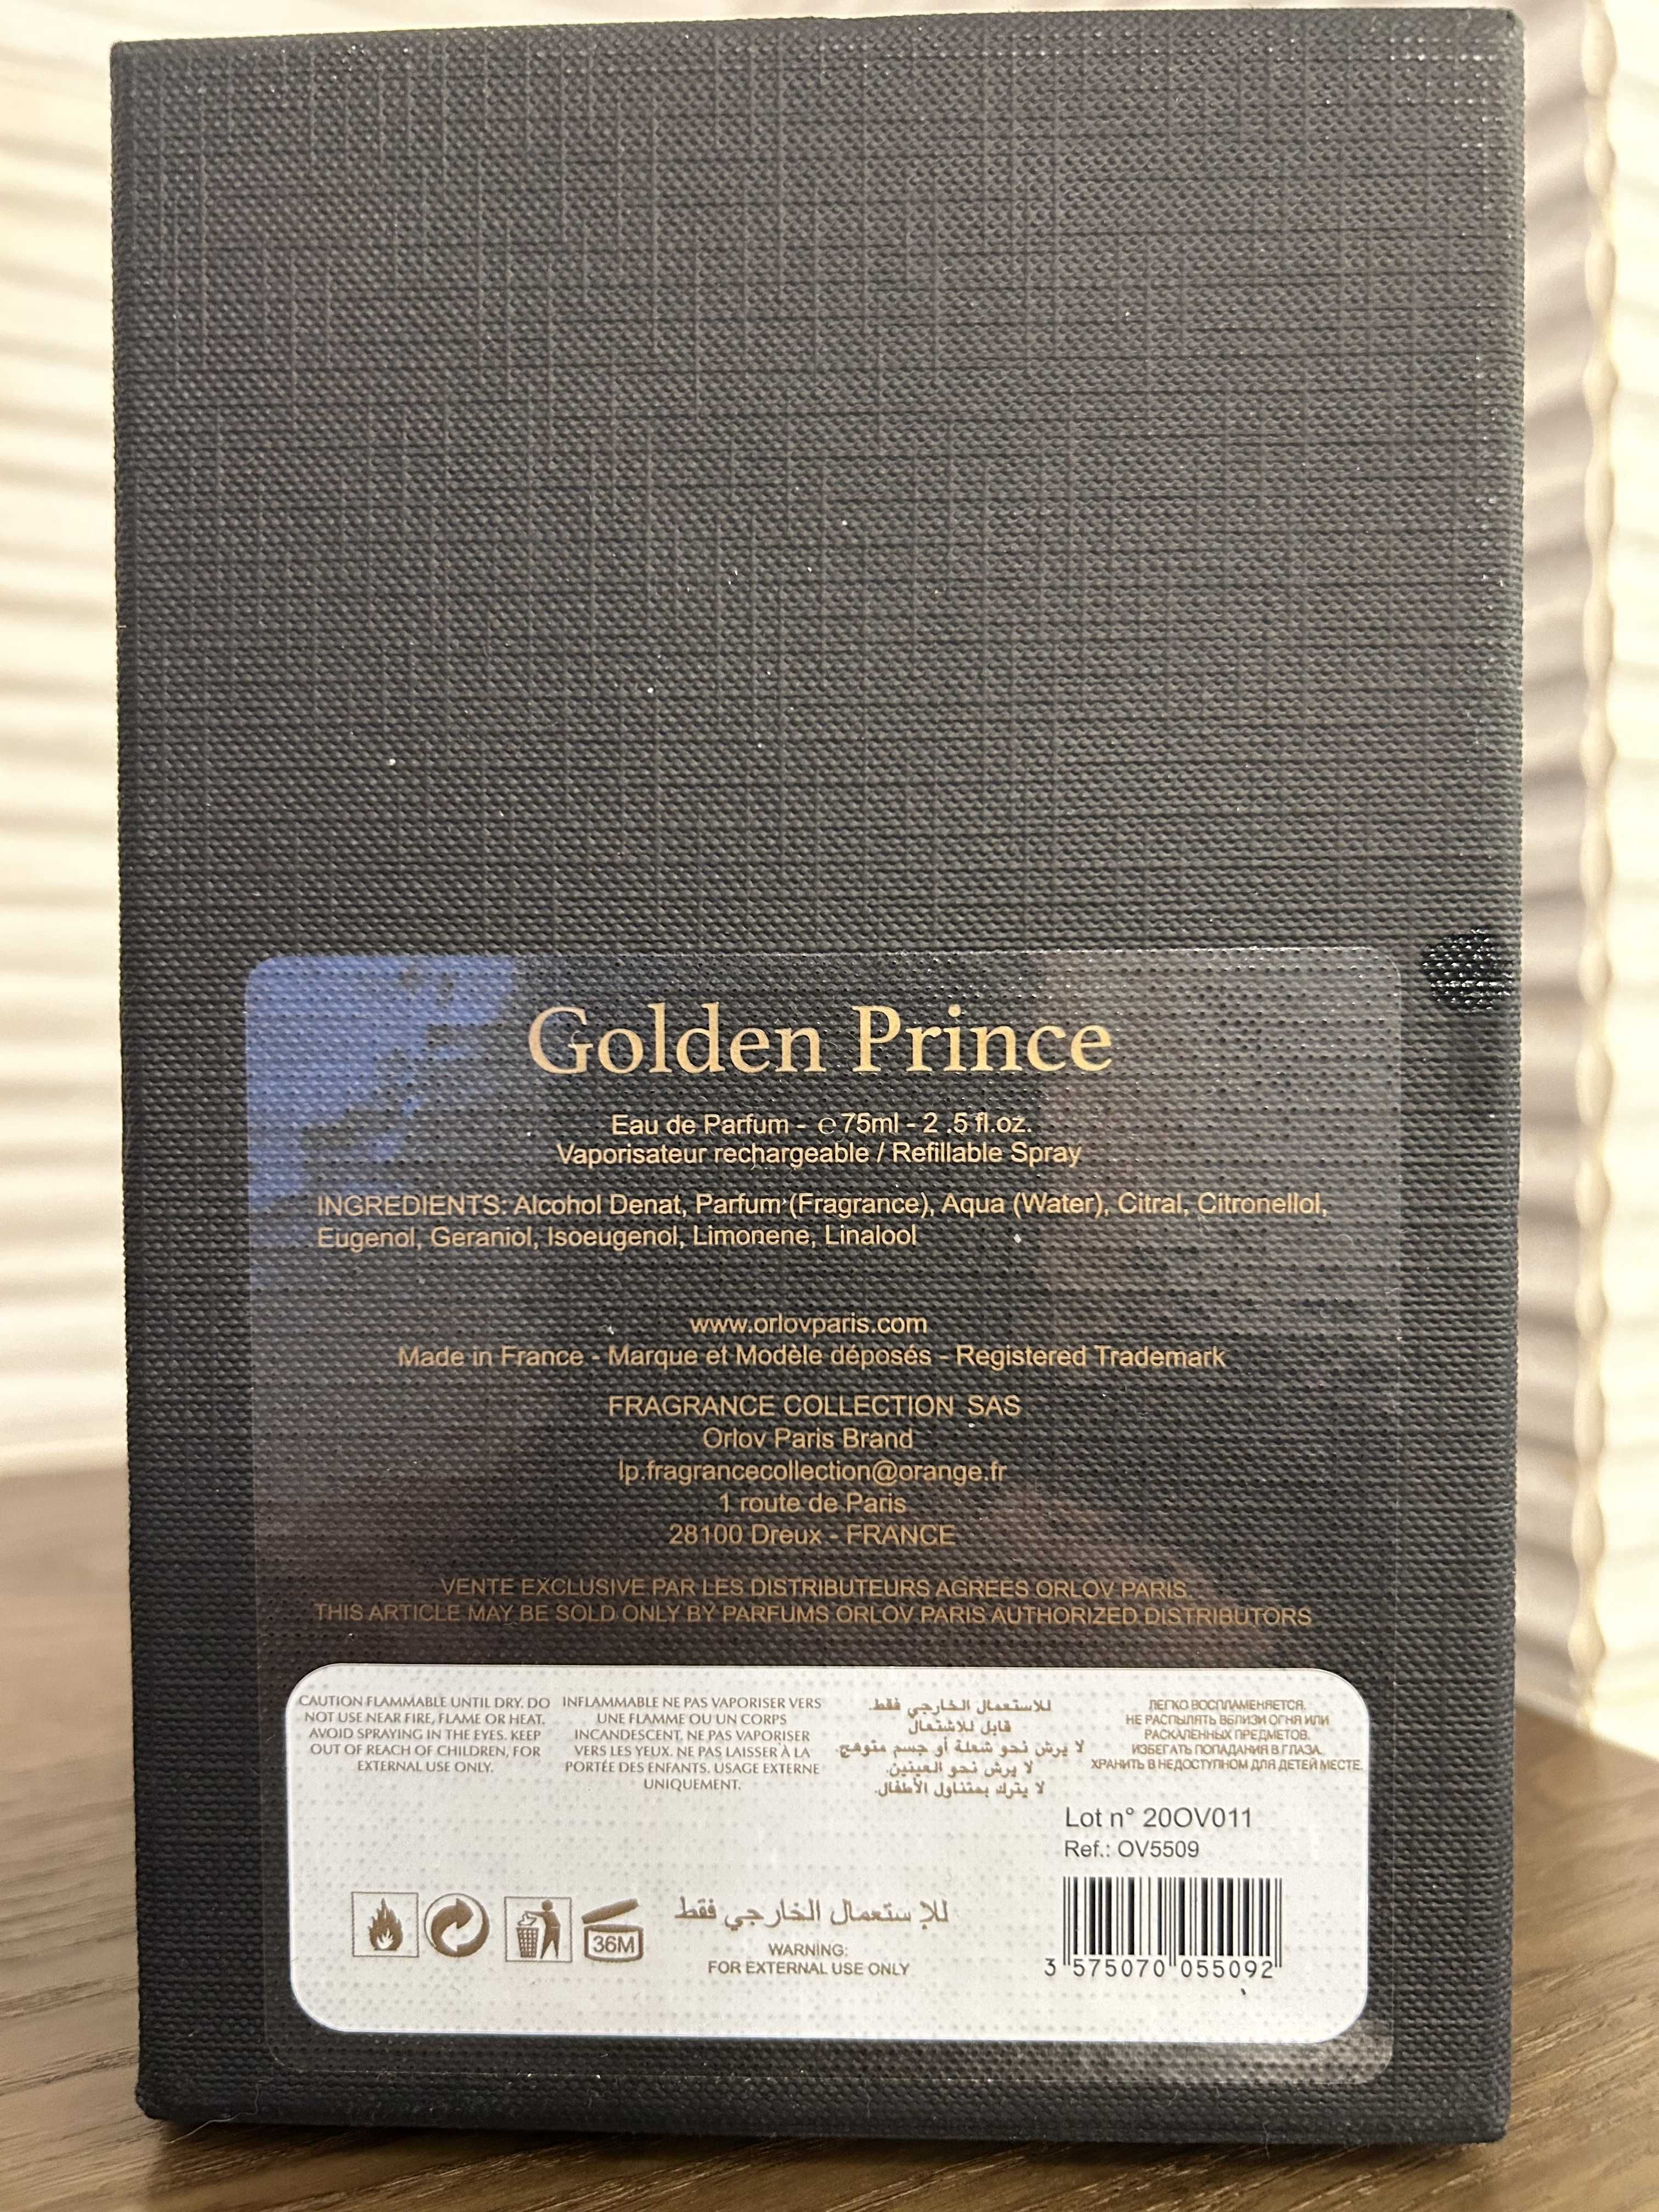 Golden Prince
Eau de Parfum - ℮ 75ml - 2 .5 fl.oz.
Vaporisateur rechargeable / Refillable Spray
INGREDIENTS: Alcohol Denat, Parfum (Fragrance), Aqua (Water), Citral, Citronellol,
Eugenol, Geraniol, Isoeugenol, Limonene, Linalool
www.orlovparis.com
Made in France - Marque et Modèle déposés - Registered Trademark
FRAGRANCE COLLECTION SAS
Orlov Paris Brand
lp.fragrancecollection@orange.fr
1 route de Paris
28100 Dreux - FRANCE
VENTE EXCLUSIVE PAR LES DISTRIBUTEURS AGREES ORLOV PARIS
THIS ARTICLE MAY BE SOLD ONLY BY PARFUMS ORLOV PARIS AUTHORIZED DISTRIBUTORS
CAUTION FLAMMABLE UNTIL DRY. DO
NOT USE NEAR FIRE, FLAME OR HEAT.
AVOID SPRAYING IN THE EYES. KEEP
OUT OF REACH OF CHILDREN, FOR
EXTERNAL USE ONLY.
INFLAMMABLE NE PAS VAPORISER VERS
UNE FLAMME OU UN CORPS
INCANDESCENT. NE PAS VAPORISER
VERS LES YEUX. NE PAS LAISSER À LA
PORTÉE DES ENFANTS. USAGE EXTERNE
UNIQUEMENT.
للاستعمال الخارجي فقط.
قابل للاشتعال
لا يرش نحو شعلة أو جسم متوهج.
لا يرش نحو العينين.
لا يترك بمتناول الأطفال.
ЛЕГКО ВОСПЛАМЕНЯЕТСЯ.
НЕ РАСПЫЛЯТЬ ВБЛИЗИ ОГНЯ ИЛИ
РАСКАЛЕННЫХ ПРЕДМЕТОВ.
ИЗБЕГАТЬ ПОПАДАНИЯ В ГЛАЗА.
ХРАНИТЬ В НЕДОСТУПНОМ ДЛЯ ДЕТЕЙ МЕСТЕ.
Lot n° 20OV011
Ref.: OV5509
36M
للإستعمال الخارجي فقط
WARNING:
FOR EXTERNAL USE ONLY
3 575070 055092